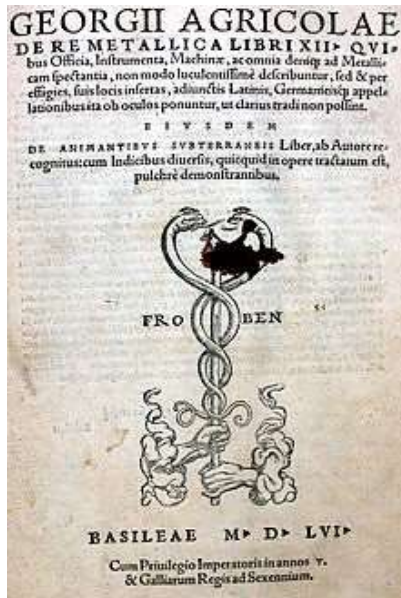 GEORGII AGRICOLAE
DE RE METALLICA LIBRI XII▸ QVI-
bus Officia, Instrumenta, Machinæ, ac omnia deniq; ad Metalli-
cam spectantia, non modo luculentissimè describuntur, sed & per
effigies, suis locis insertas, adiunctis Latinis, Germanicisq; appel-
lationibus ita ob oculos ponuntur, ut clarius tradi non possint.
EIVSDEM
DE ANIMANTIBVS SVBTERRANEIS Liber, ab Autore re-
cognitus: cum Indicibus diversis, quicquid in opere tractatum est,
pulchrè demonstrantibus.
FRO BEN
BASILEAE M▸ D▸ LVI▸
Cum Privilegio Imperatoris in annos v.
& Galliarum Regis ad Sexennium.